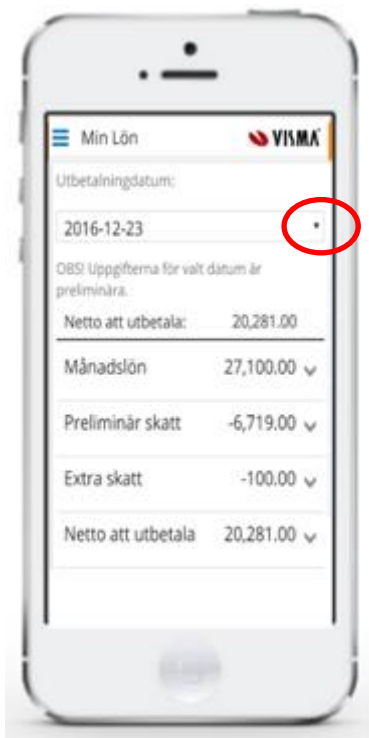 Min Lön VISMA
Utbetalningdatum:
2016-12-23
OBS! Uppgifterna för valt datum är
preliminära.
Netto att utbetala: 20,281.00
Månadslön 27,100.00
Preliminär skatt -6,719.00
Extra skatt -100.00
Netto att utbetala 20,281.00